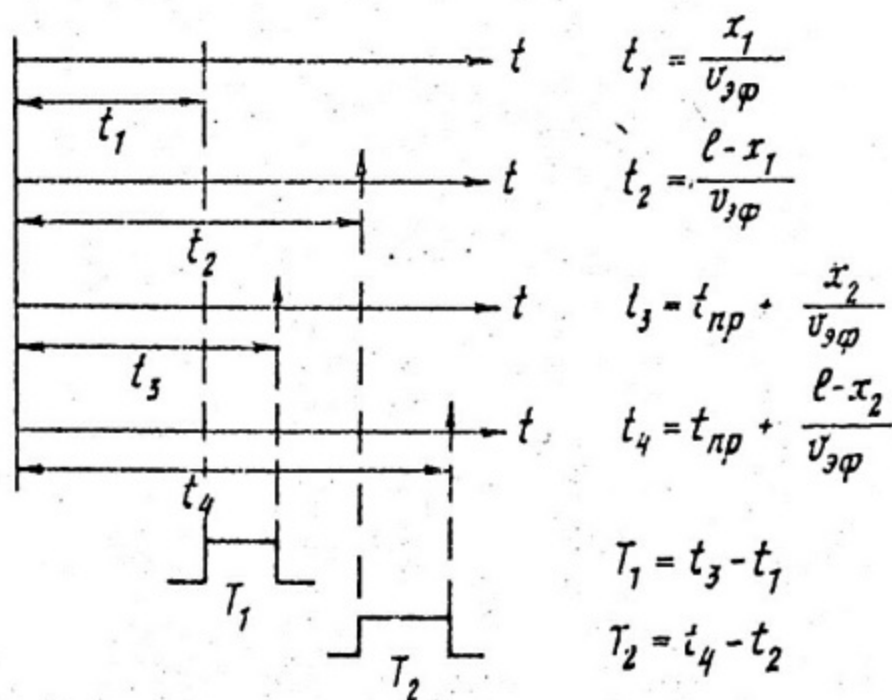 t
t₁
t₁ = x₁/v_эф
t
t₂
t₂ = (ℓ-x₁)/v_эф
t
t₃
t₃ = t_пр + x₂/v_эф
t
t₄
t₄ = t_пр + (ℓ-x₂)/v_эф
T₁
T₁ = t₃ - t₁
T₂
T₂ = t₄ - t₂